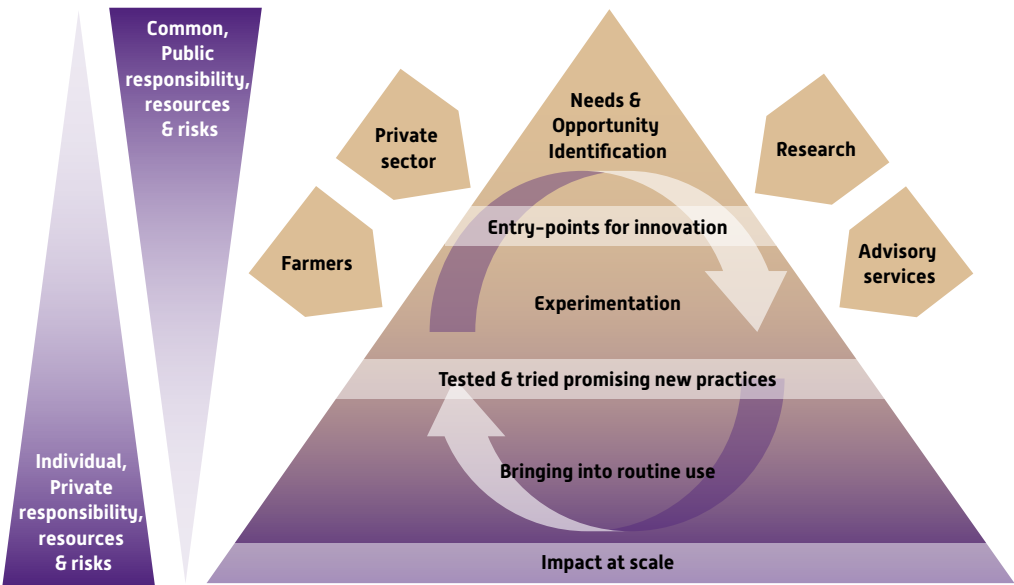 Common,
Public
responsibility,
resources
& risks
Individual,
Private
responsibility,
resources
& risks
Private
sector
Farmers
Needs &
Opportunity
Identification
Entry-points for innovation
Experimentation
Tested & tried promising new practices
Bringing into routine use
Impact at scale
Research
Advisory
services